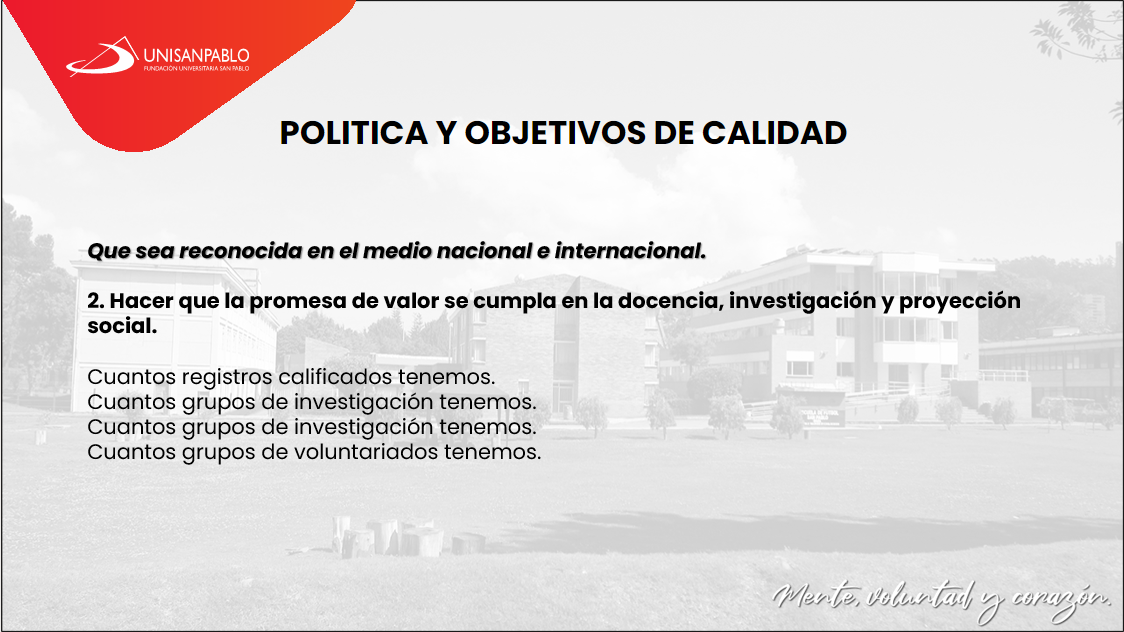 UNISANPABLO
FUNDACIÓN UNIVERSITARIA SAN PABLO
POLITICA Y OBJETIVOS DE CALIDAD
Que sea reconocida en el medio nacional e internacional.
2. Hacer que la promesa de valor se cumpla en la docencia, investigación y proyección
social.
Cuantos registros calificados tenemos.
Cuantos grupos de investigación tenemos.
Cuantos grupos de investigación tenemos.
Cuantos grupos de voluntariados tenemos.
Mente, voluntad y corazón.